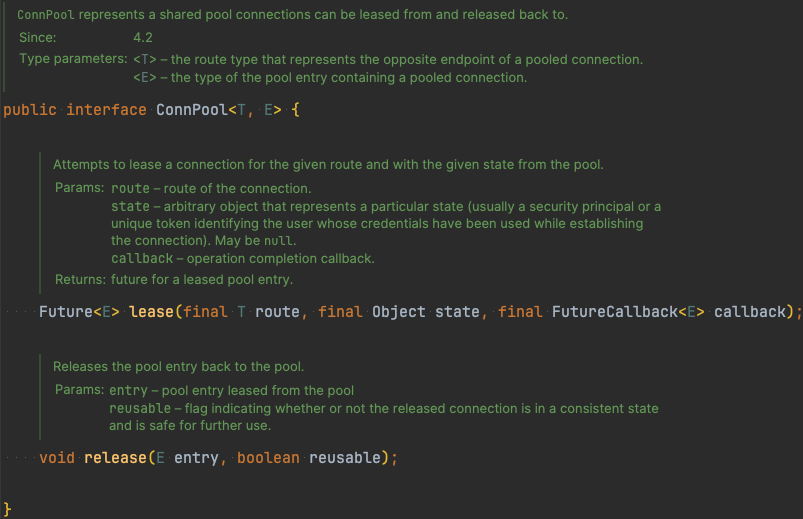 ConnPool represents a shared pool connections can be leased from and released back to.
Since: 4.2
Type parameters: <T> – the route type that represents the opposite endpoint of a pooled connection.
<E> – the type of the pool entry containing a pooled connection.
public interface ConnPool<T, E> {
Attempts to lease a connection for the given route and with the given state from the pool.
Params: route – route of the connection.
state – arbitrary object that represents a particular state (usually a security principal or a
unique token identifying the user whose credentials have been used while establishing
the connection). May be null.
callback – operation completion callback.
Returns: future for a leased pool entry.
Future<E> lease(final T route, final Object state, final FutureCallback<E> callback);
Releases the pool entry back to the pool.
Params: entry – pool entry leased from the pool
reusable – flag indicating whether or not the released connection is in a consistent state
and is safe for further use.
void release(E entry, boolean reusable);
}